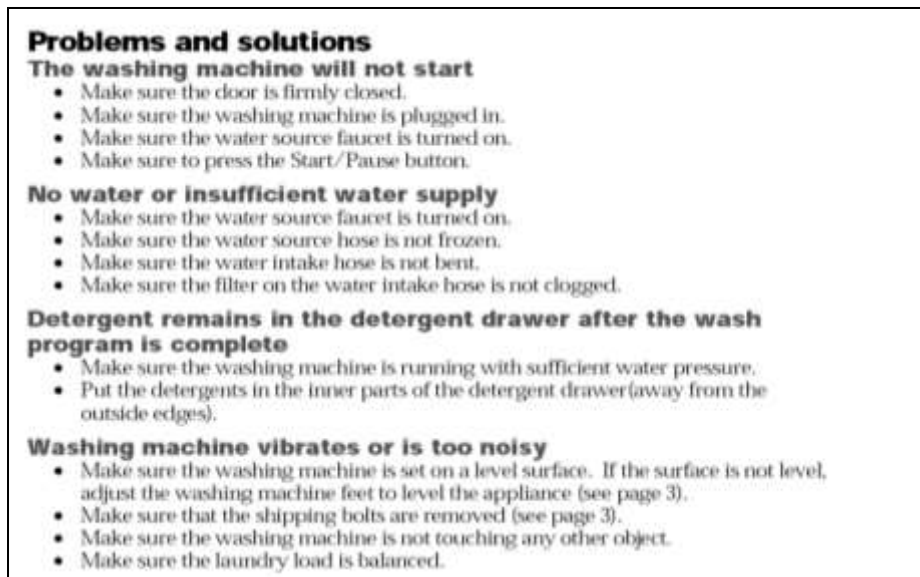 Problems and solutions
The washing machine will not start
• Make sure the door is firmly closed.
• Make sure the washing machine is plugged in.
• Make sure the water source faucet is turned on.
• Make sure to press the Start/Pause button.
No water or insufficient water supply
• Make sure the water source faucet is turned on.
• Make sure the water source hose is not frozen.
• Make sure the water intake hose is not bent.
• Make sure the filter on the water intake hose is not clogged.
Detergent remains in the detergent drawer after the wash
program is complete
• Make sure the washing machine is running with sufficient water pressure.
• Put the detergents in the inner parts of the detergent drawer(away from the
outside edges).
Washing machine vibrates or is too noisy
• Make sure the washing machine is set on a level surface. If the surface is not level,
adjust the washing machine feet to level the appliance (see page 3).
• Make sure that the shipping bolts are removed (see page 3).
• Make sure the washing machine is not touching any other object.
• Make sure the laundry load is balanced.